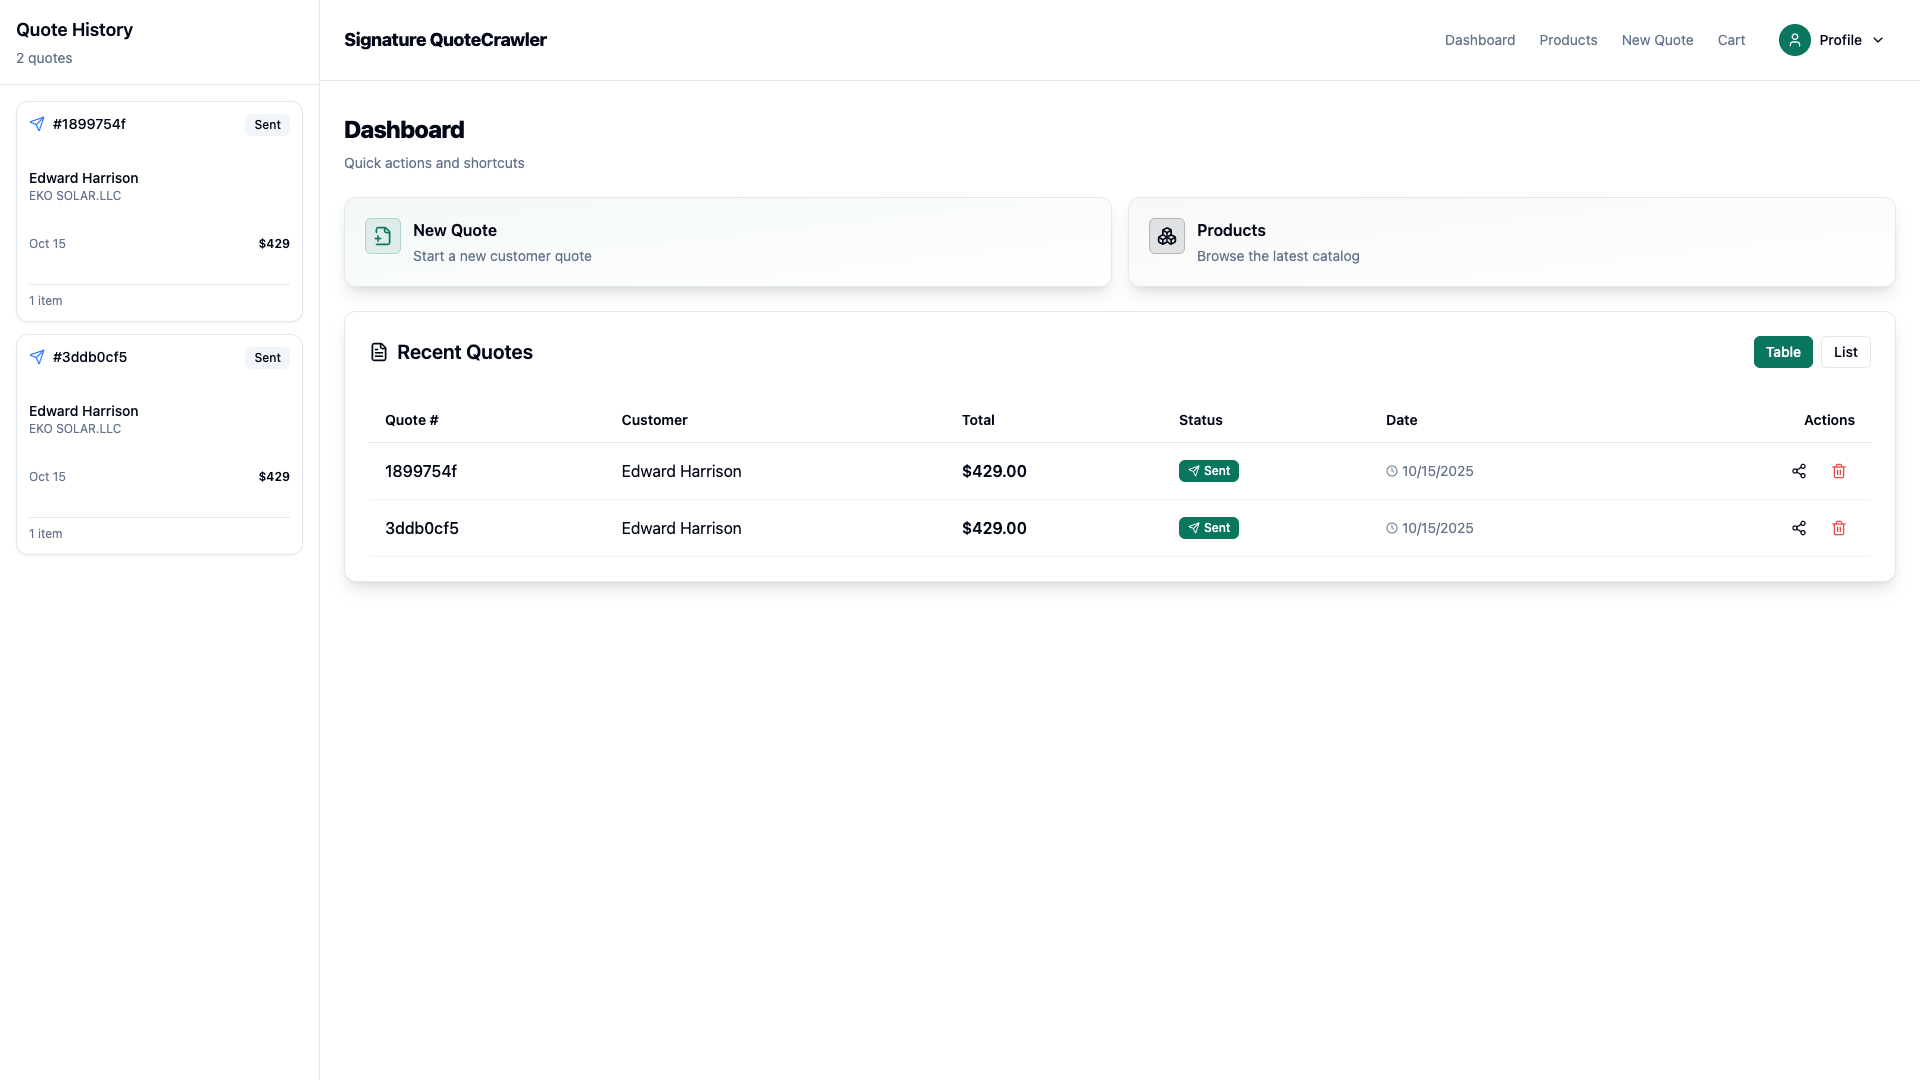 Quote History
2 quotes
#1899754f Sent
Edward Harrison
EKO SOLAR.LLC
Oct 15 $429
1 item
#3ddb0cf5 Sent
Edward Harrison
EKO SOLAR.LLC
Oct 15 $429
1 item
Signature QuoteCrawler
Dashboard Products New Quote Cart Profile
Dashboard
Quick actions and shortcuts
New Quote
Start a new customer quote
Products
Browse the latest catalog
Recent Quotes
Table List
Quote # Customer Total Status Date Actions
1899754f Edward Harrison $429.00 Sent 10/15/2025
3ddb0cf5 Edward Harrison $429.00 Sent 10/15/2025